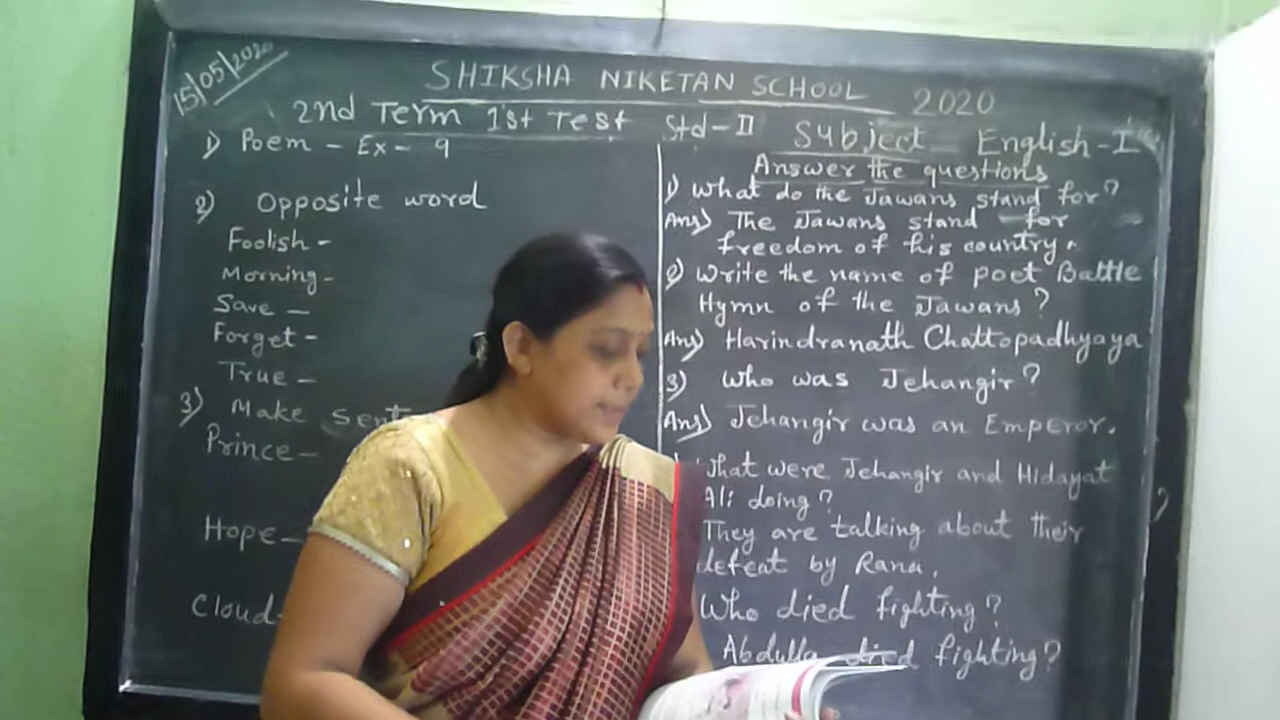 15/05/2020
SHIKSHA NIKETAN SCHOOL 2020
2nd Term 1st Test Std-II Subject English-I
1) Poem - Ex - 9
2) Opposite word
Foolish -
Morning -
Save -
Forget -
True -
3) Make Sent
Prince -
Hope -
Cloud -
Answer the questions
1) What do the Jawans stand for?
Ans) The Jawans stand for
freedom of his country.
2) Write the name of poet Battle
Hymn of the Jawans?
Ans) Harindranath Chattopadhyaya
3) Who was Jehangir?
Ans) Jehangir was an Emperor.
What were Jehangir and Hidayat
Ali doing?
They are talking about their
defeat by Rana.
Who died fighting?
Abdulla died fighting?